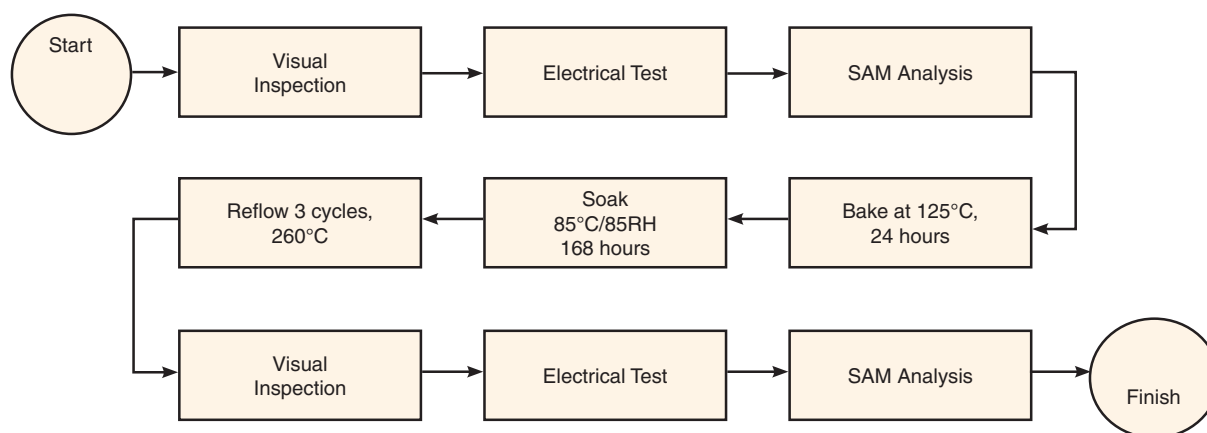 Start
Visual
Inspection
Electrical Test
SAM Analysis
Bake at 125°C,
24 hours
Soak
85°C/85RH
168 hours
Reflow 3 cycles,
260°C
Visual
Inspection
Electrical Test
SAM Analysis
Finish